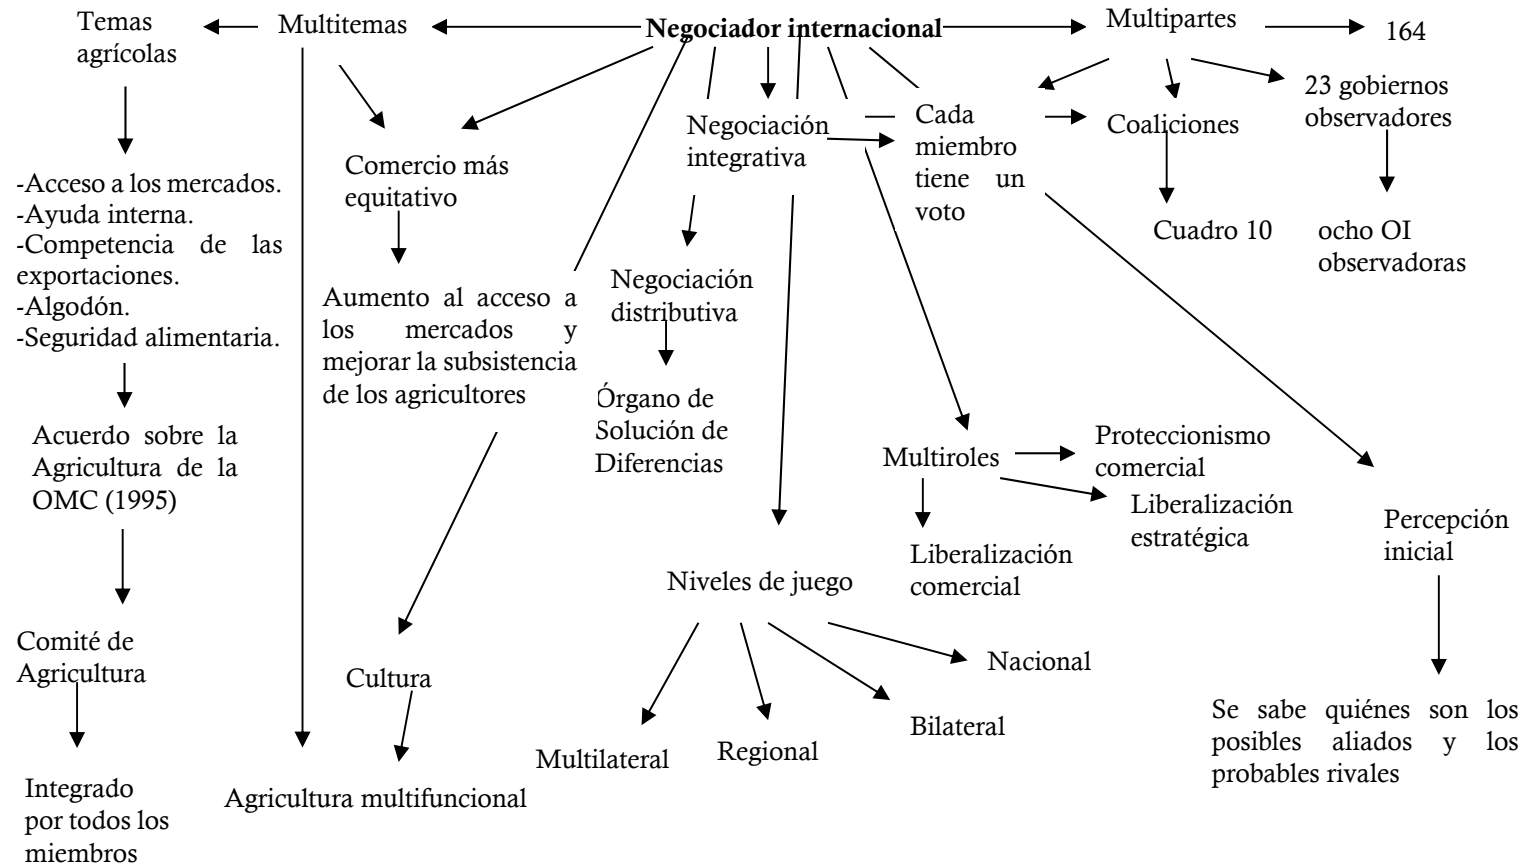 Temas
agrícolas
Multitemas
Negociador internacional
Multipartes
164
-Acceso a los mercados.
-Ayuda interna.
-Competencia de las
exportaciones.
-Algodón.
-Seguridad alimentaria.
Comercio más
equitativo
Negociación
integrativa
Cada
miembro
tiene un
voto
Coaliciones
23 gobiernos
observadores
Cuadro 10
ocho OI
observadoras
Aumento al acceso a
los mercados y
mejorar la subsistencia
de los agricultores
Negociación
distributiva
Órgano de
Solución de
Diferencias
Acuerdo sobre la
Agricultura de la
OMC (1995)
Multiroles
Proteccionismo
comercial
Liberalización
estratégica
Liberalización
comercial
Percepción
inicial
Niveles de juego
Comité de
Agricultura
Cultura
Nacional
Bilateral
Regional
Multilateral
Se sabe quiénes son los
posibles aliados y los
probables rivales
Integrado
por todos los
miembros
Agricultura multifuncional